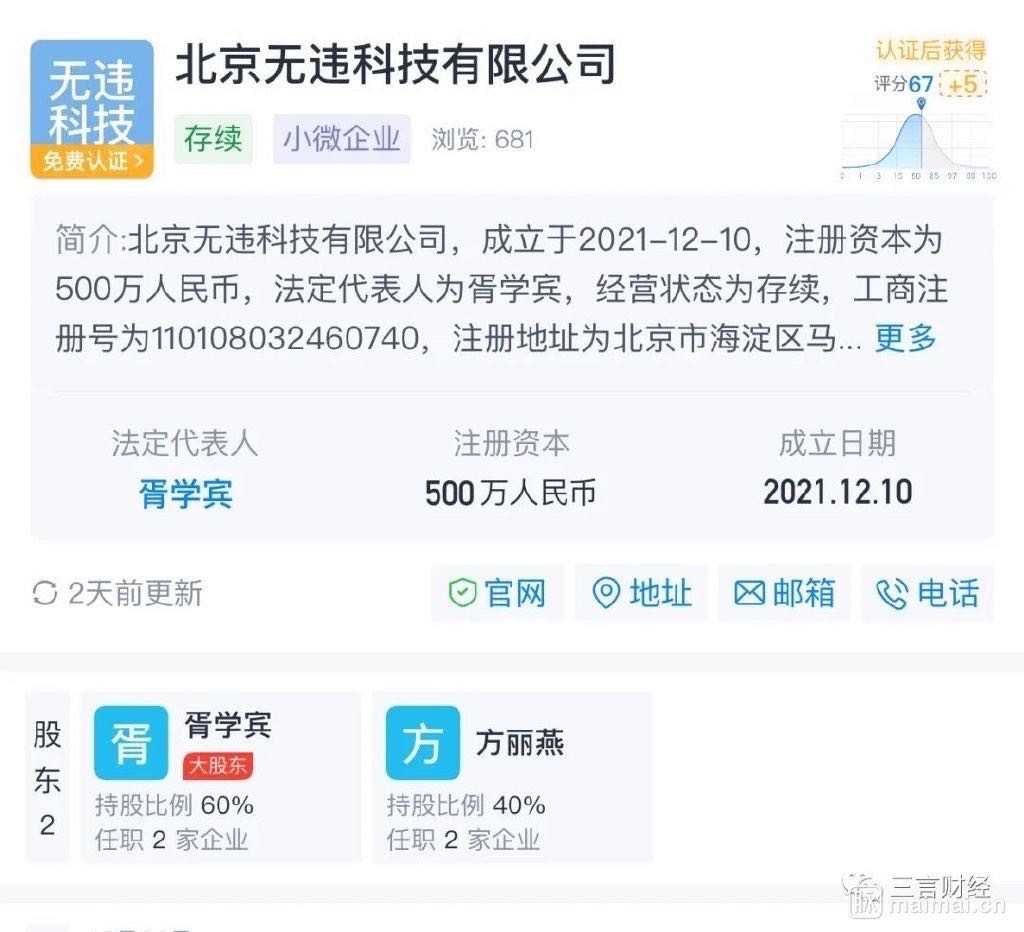 无违
科技
免费认证 >
北京无违科技有限公司
存续
小微企业
浏览: 681
认证后获得
评分67 +5
0 1 3 15 50 85 97 99 100
简介:北京无违科技有限公司，成立于2021-12-10，注册资本为
500万人民币，法定代表人为胥学宾，经营状态为存续，工商注
册号为110108032460740，注册地址为北京市海淀区马... 更多
法定代表人
胥学宾
注册资本
500万人民币
成立日期
2021.12.10
2天前更新
官网
地址
邮箱
电话
股
东
2
胥
胥学宾
大股东
持股比例 60%
任职 2 家企业
方
方丽燕
持股比例 40%
任职 2 家企业
三言财经
脉 maimai.cn